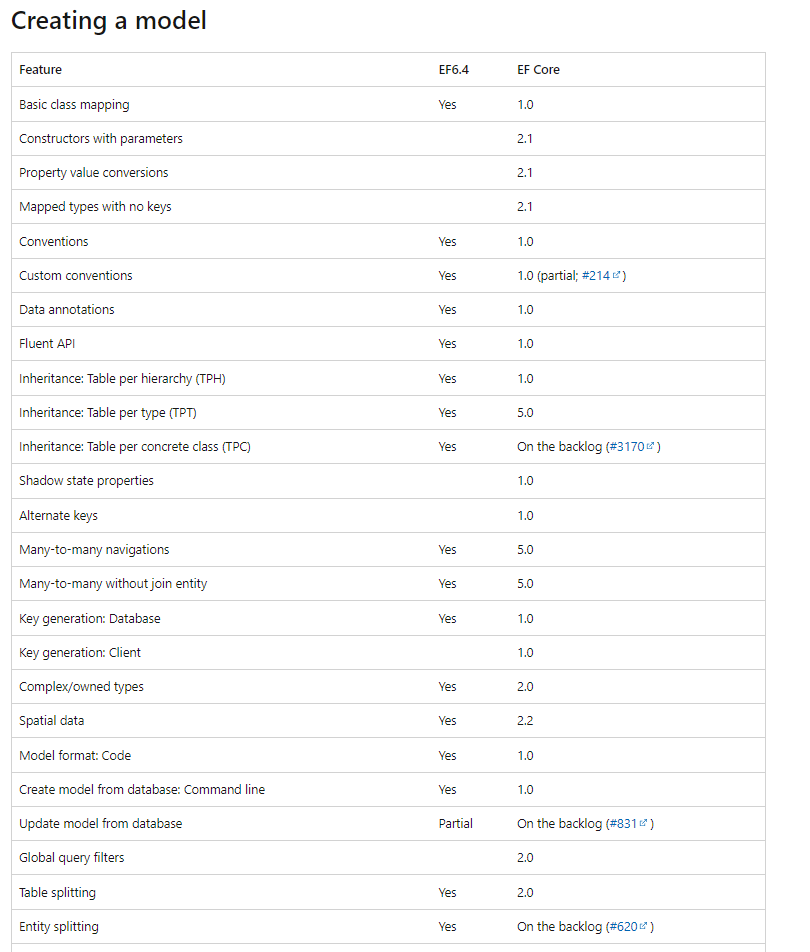 Creating a model
Feature EF6.4 EF Core
Basic class mapping Yes 1.0
Constructors with parameters 2.1
Property value conversions 2.1
Mapped types with no keys 2.1
Conventions Yes 1.0
Custom conventions Yes 1.0 (partial; #214)
Data annotations Yes 1.0
Fluent API Yes 1.0
Inheritance: Table per hierarchy (TPH) Yes 1.0
Inheritance: Table per type (TPT) Yes 5.0
Inheritance: Table per concrete class (TPC) Yes On the backlog (#3170)
Shadow state properties 1.0
Alternate keys 1.0
Many-to-many navigations Yes 5.0
Many-to-many without join entity Yes 5.0
Key generation: Database Yes 1.0
Key generation: Client 1.0
Complex/owned types Yes 2.0
Spatial data Yes 2.2
Model format: Code Yes 1.0
Create model from database: Command line Yes 1.0
Update model from database Partial On the backlog (#831)
Global query filters 2.0
Table splitting Yes 2.0
Entity splitting Yes On the backlog (#620)